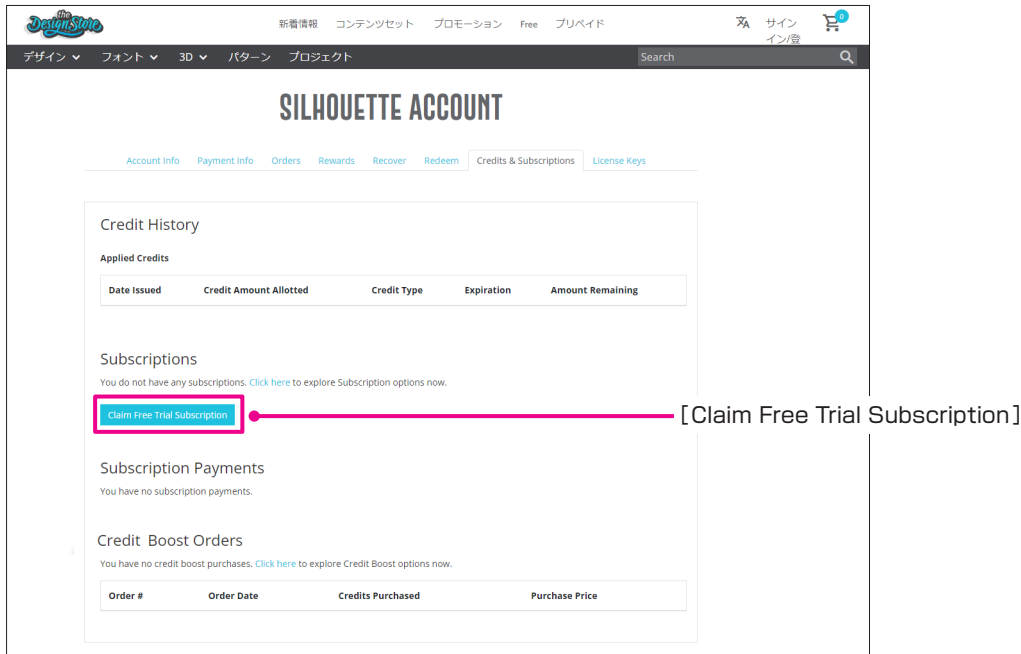 the
Design Store
新着情報 コンテンツセット プロモーション Free プリペイド
サイン
イン/登
0
デザイン フォント 3D パターン プロジェクト Search
SILHOUETTE ACCOUNT
Account Info Payment Info Orders Rewards Recover Redeem Credits & Subscriptions License Keys
Credit History
Applied Credits
Date Issued Credit Amount Allotted Credit Type Expiration Amount Remaining
Subscriptions
You do not have any subscriptions. Click here to explore Subscription options now.
Claim Free Trial Subscription
[Claim Free Trial Subscription]
Subscription Payments
You have no subscription payments.
Credit Boost Orders
You have no credit boost purchases. Click here to explore Credit Boost options now.
Order # Order Date Credits Purchased Purchase Price